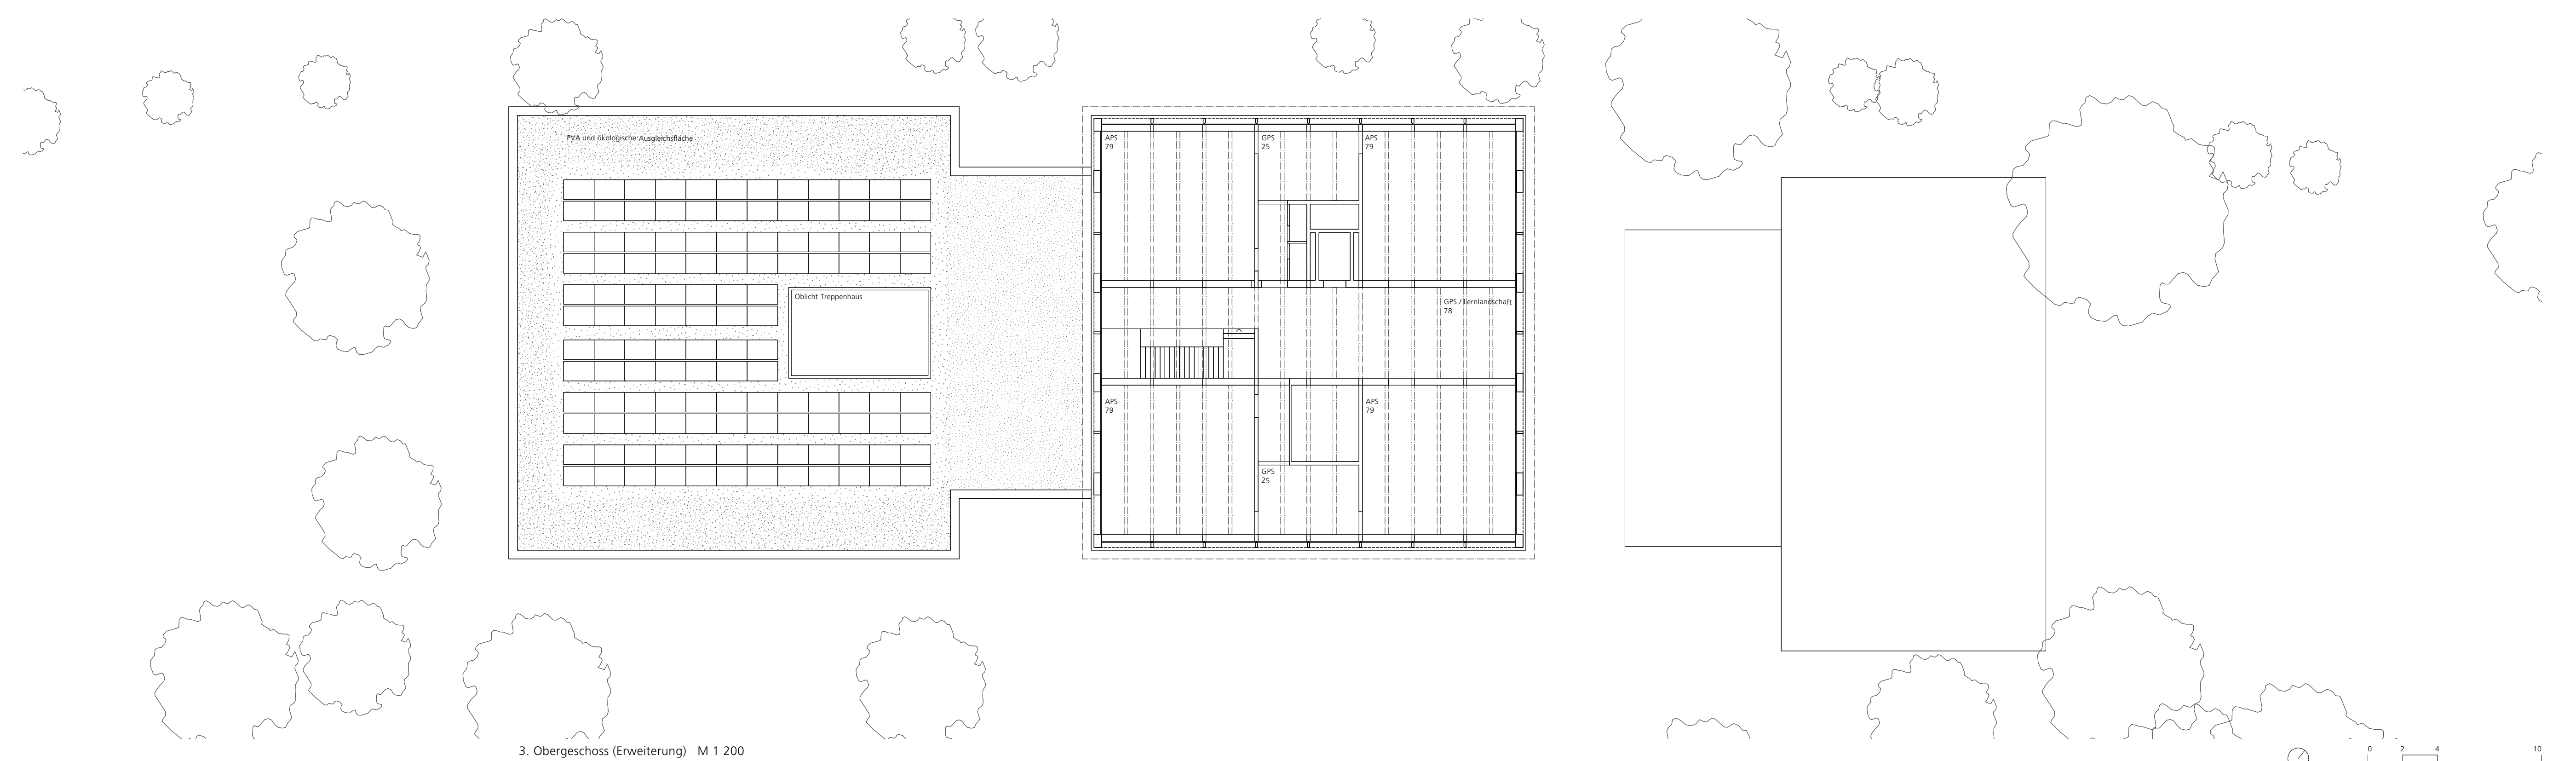 PVA und ökologische Ausgleichsfläche
APS
79
GPS
25
APS
79
Oblicht Treppenhaus
GPS / Lernlandschaft
78
APS
79
APS
79
GPS
25
3. Obergeschoss (Erweiterung) M 1 200
0 2 4 10